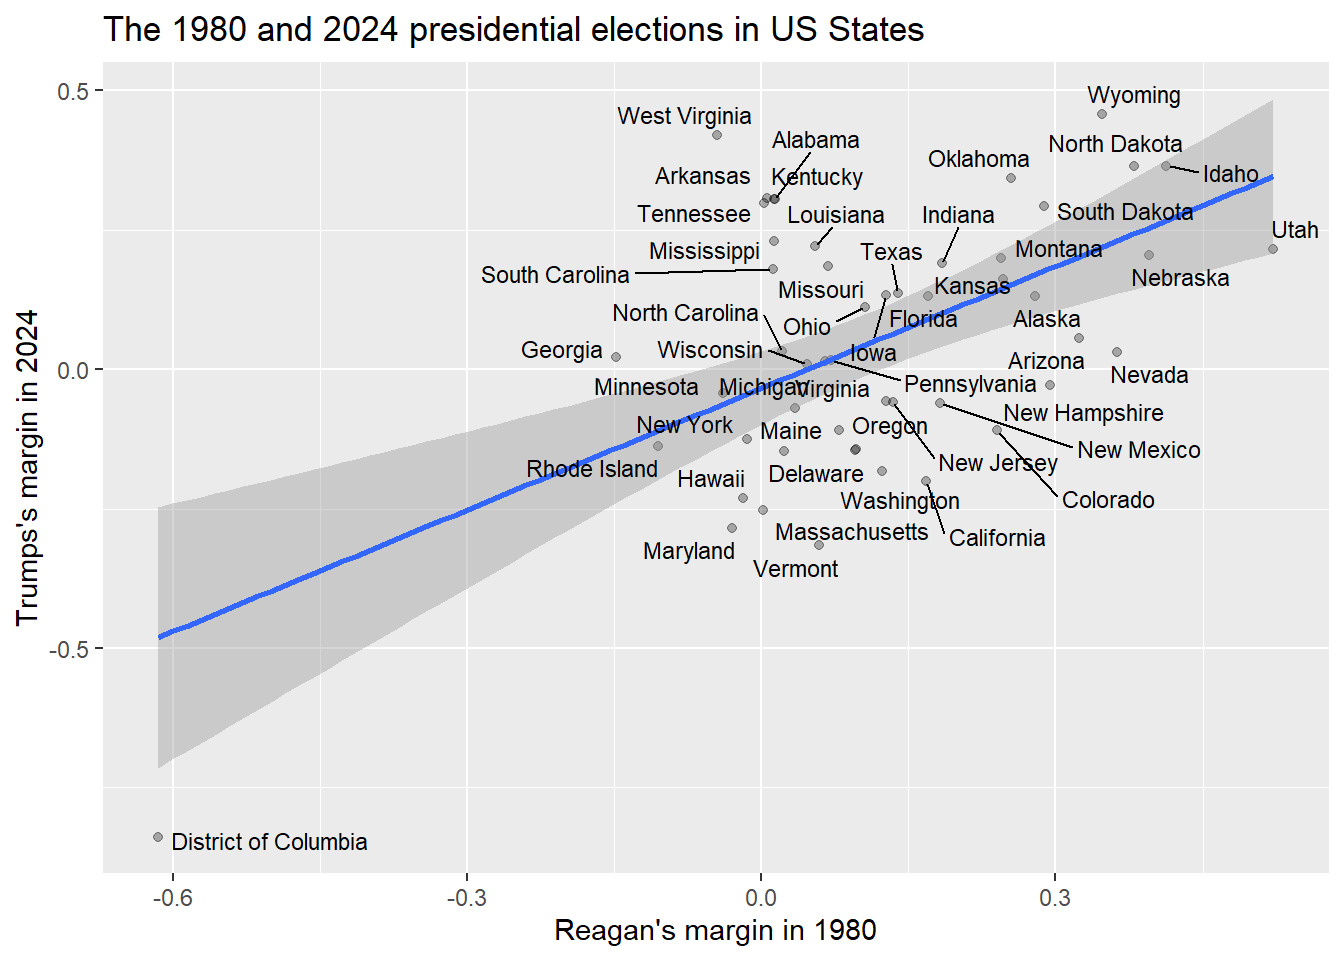 The 1980 and 2024 presidential elections in US States
Trumps's margin in 2024
0.5
0.0
-0.5
Wyoming
West Virginia
Alabama
North Dakota
Oklahoma
Idaho
Arkansas
Kentucky
Tennessee
Louisiana
Indiana
South Dakota
Utah
Mississippi
Texas
Montana
South Carolina
Nebraska
Missouri
Kansas
North Carolina
Ohio
Florida
Alaska
Georgia
Wisconsin
Iowa
Arizona
Nevada
Minnesota
Michigan
Virginia
Pennsylvania
New Hampshire
New York
Maine
Oregon
New Mexico
Rhode Island
Hawaii
Delaware
New Jersey
Washington
Colorado
Massachusetts
California
Maryland
Vermont
District of Columbia
-0.6
-0.3
0.0
0.3
Reagan's margin in 1980